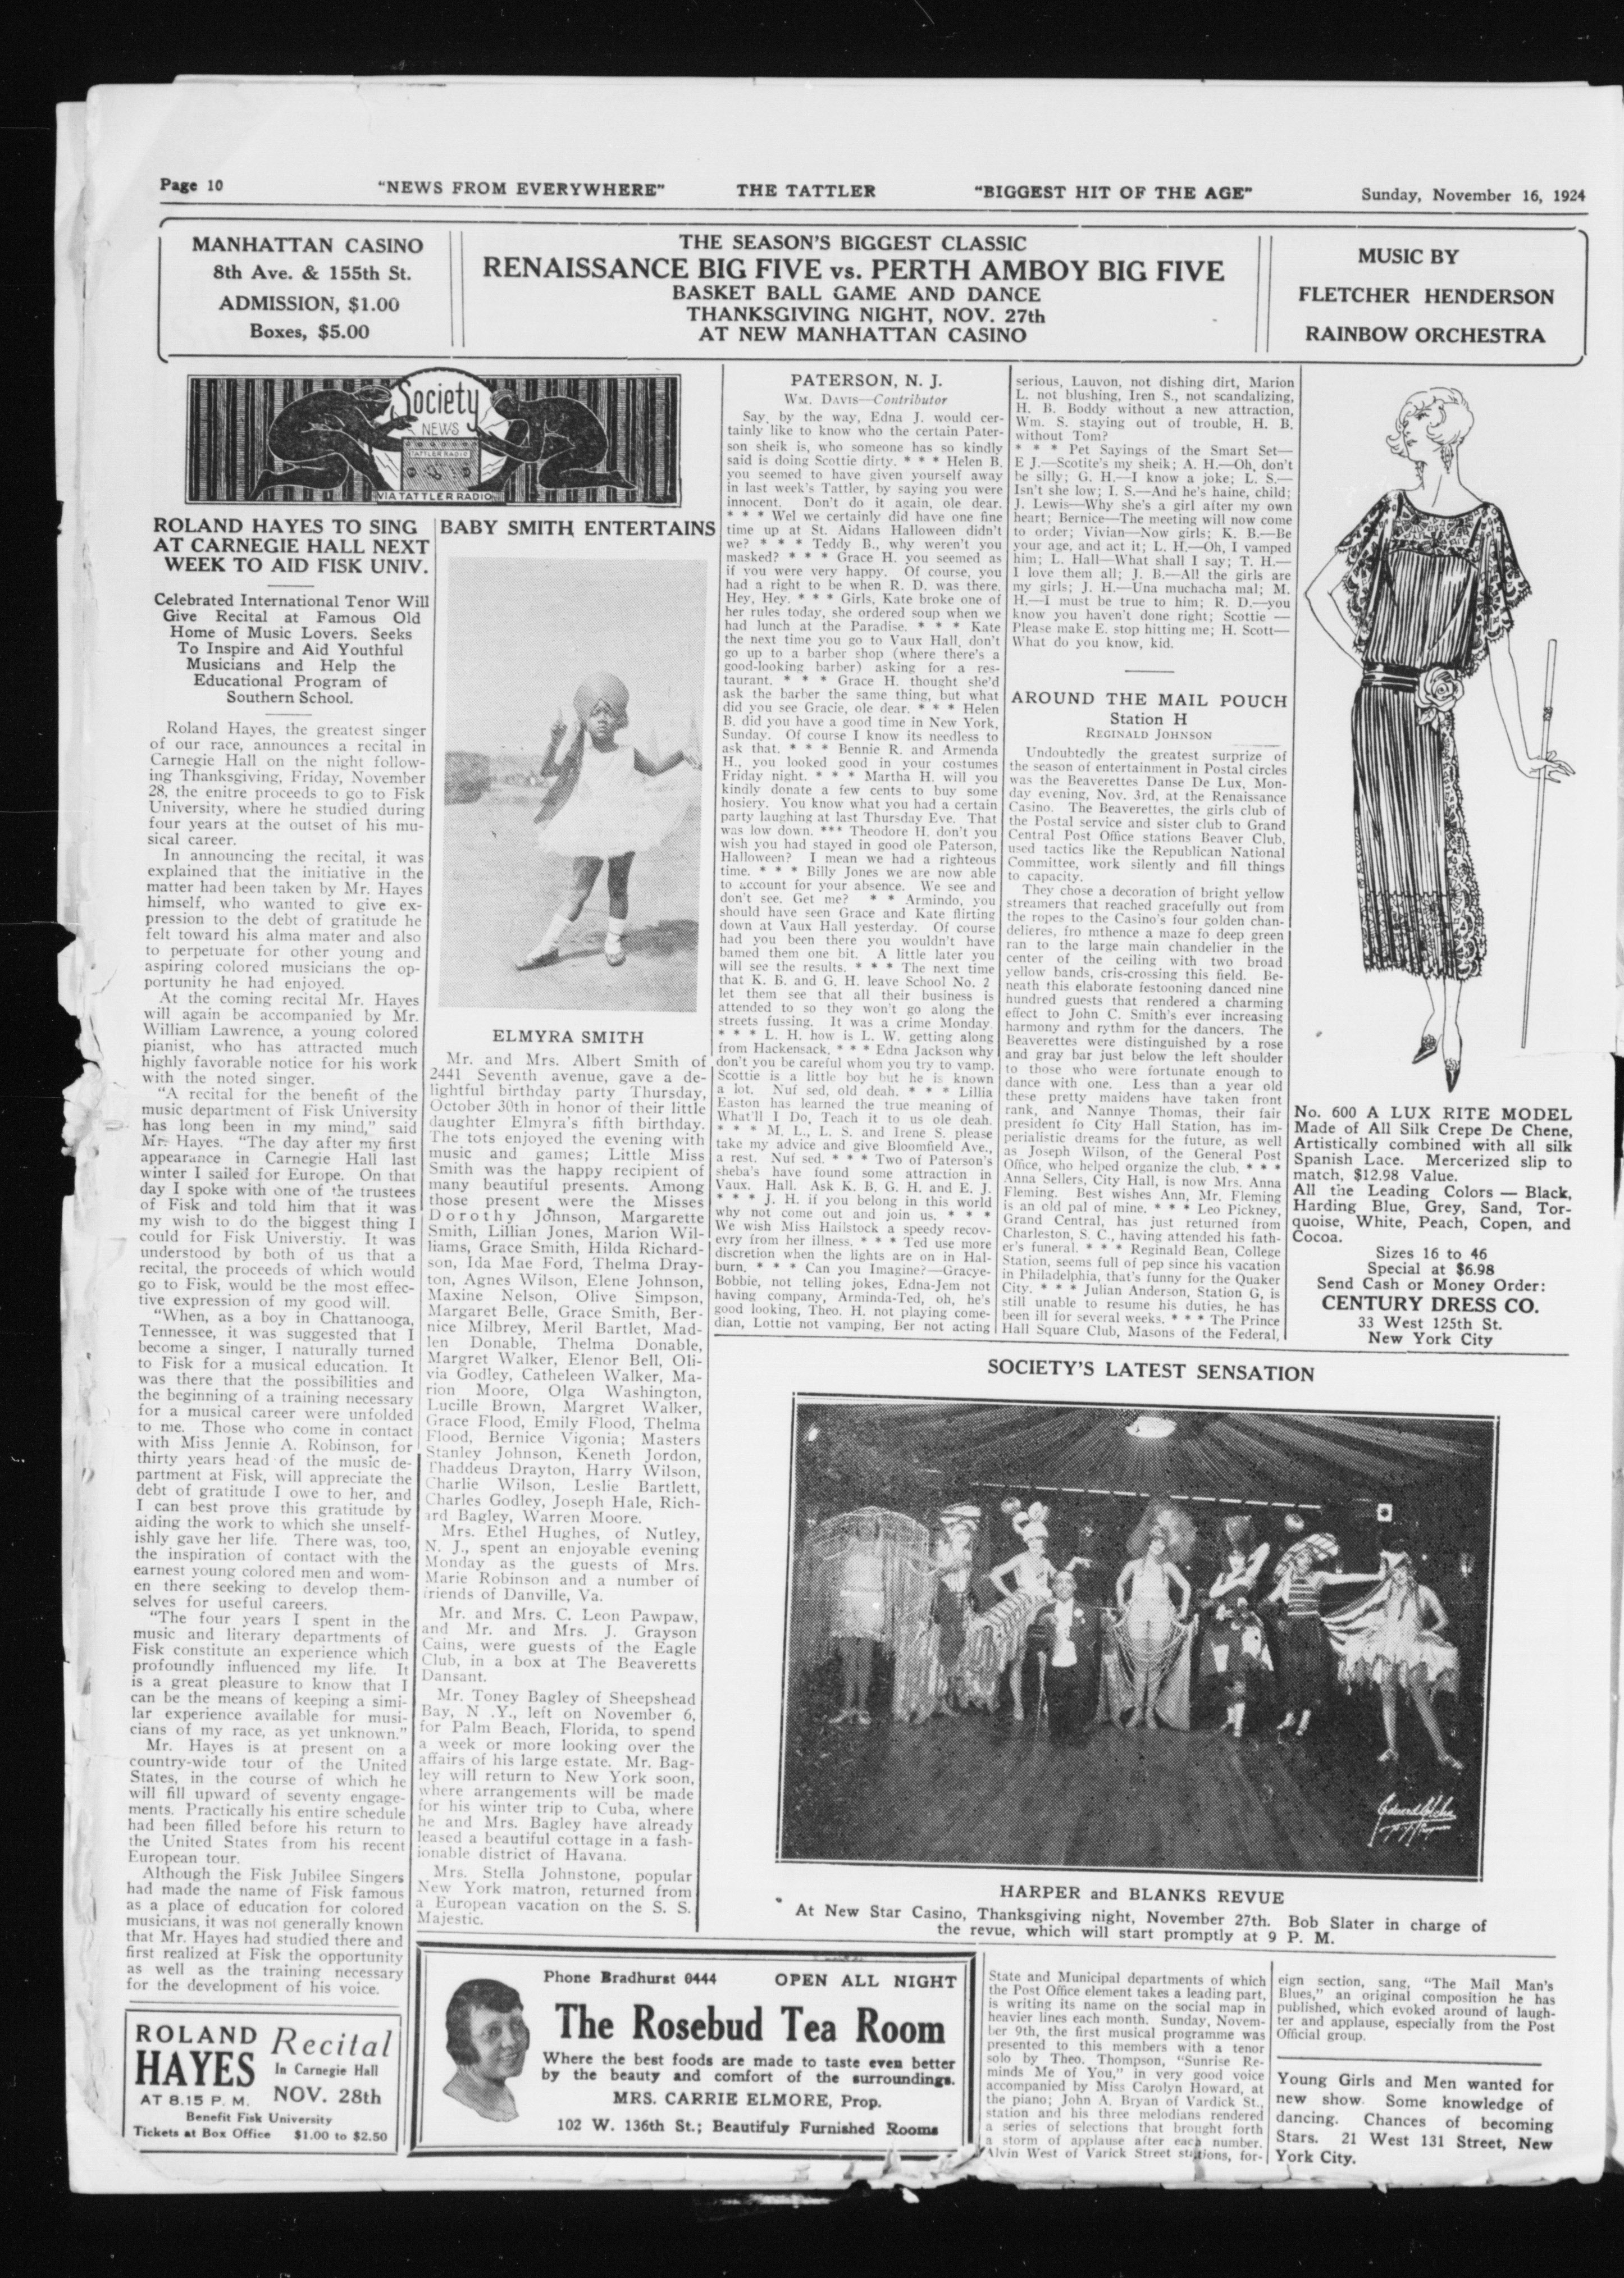 Page 10
"NEWS FROM EVERYWHERE"
THE TATTLER
"BIGGEST HIT OF THE AGE"
Sunday, November 16, 1924
MANHATTAN CASINO
8th Ave. & 155th St.
ADMISSION, $1.00
Boxes, $5.00
THE SEASON'S BIGGEST CLASSIC
RENAISSANCE BIG FIVE vs. PERTH AMBOY BIG FIVE
BASKET BALL GAME AND DANCE
THANKSGIVING NIGHT, NOV. 27th
AT NEW MANHATTAN CASINO
MUSIC BY
FLETCHER HENDERSON
RAINBOW ORCHESTRA
Society
NEWS
TATTLER RADIO
VIA TATTLER RADIO
ROLAND HAYES TO SING
AT CARNEGIE HALL NEXT
WEEK TO AID FISK UNIV.
Celebrated International Tenor Will
Give Recital at Famous Old
Home of Music Lovers. Seeks
To Inspire and Aid Youthful
Musicians and Help the
Educational Program of
Southern School.
Roland Hayes, the greatest singer
of our race, announces a recital in
Carnegie Hall on the night follow-
ing Thanksgiving, Friday, November
28, the enitre proceeds to go to Fisk
University, where he studied during
four years at the outset of his mu-
sical career.
In announcing the recital, it was
explained that the initiative in the
matter had been taken by Mr. Hayes
himself, who wanted to give ex-
pression to the debt of gratitude he
felt toward his alma mater and also
to perpetuate for other young and
aspiring colored musicians the op-
portunity he had enjoyed.
At the coming recital Mr. Hayes
will again be accompanied by Mr.
William Lawrence, a young colored
pianist, who has attracted much
highly favorable notice for his work
with the noted singer.
"A recital for the benefit of the
music department of Fisk University
has long been in my mind," said
Mr. Hayes. "The day after my first
appearance in Carnegie Hall last
winter I sailed for Europe. On that
day I spoke with one of the trustees
of Fisk and told him that it was
my wish to do the biggest thing I
could for Fisk Universtiy. It was
understood by both of us that a
recital, the proceeds of which would
go to Fisk, would be the most effec-
tive expression of my good will.
"When, as a boy in Chattanooga,
Tennessee, it was suggested that I
become a singer, I naturally turned
to Fisk for a musical education. It
was there that the possibilities and
the beginning of a training necessary
for a musical career were unfolded
to me. Those who come in contact
with Miss Jennie A. Robinson, for
thirty years head of the music de-
partment at Fisk, will appreciate the
debt of gratitude I owe to her, and
I can best prove this gratitude by
aiding the work to which she unself-
ishly gave her life. There was, too,
the inspiration of contact with the
earnest young colored men and wom-
en there seeking to develop them-
selves for useful careers.
"The four years I spent in the
music and literary departments of
Fisk constitute an experience which
profoundly influenced my life. It
is a great pleasure to know that I
can be the means of keeping a simi-
lar experience available for musi-
cians of my race, as yet unknown."
Mr. Hayes is at present on a
country-wide tour of the United
States, in the course of which he
will fill upward of seventy engage-
ments. Practically his entire schedule
had been filled before his return to
the United States from his recent
European tour.
Although the Fisk Jubilee Singers
had made the name of Fisk famous
as a place of education for colored
musicians, it was not generally known
that Mr. Hayes had studied there and
first realized at Fisk the opportunity
as well as the training necessary
for the development of his voice.
ROLAND
HAYES
Recital
In Carnegie Hall
AT 8.15 P. M.
NOV. 28th
Benefit Fisk University
Tickets at Box Office $1.00 to $2.50
BABY SMITH ENTERTAINS
ELMYRA SMITH
Mr. and Mrs. Albert Smith of
2441 Seventh avenue, gave a de-
lightful birthday party Thursday,
October 30th in honor of their little
daughter Elmyra's fifth birthday.
The tots enjoyed the evening with
music and games; Little Miss
Smith was the happy recipient of
many beautiful presents. Among
those present were the Misses
Dorothy Johnson, Margarette
Smith, Lillian Jones, Marion Wil-
liams, Grace Smith, Hilda Richard-
son, Ida Mae Ford, Thelma Dray-
ton, Agnes Wilson, Elene Johnson,
Maxine Nelson, Olive Simpson,
Margaret Belle, Grace Smith, Ber-
nice Milbrey, Meril Bartlet, Mad-
len Donable, Thelma Donable,
Margret Walker, Elenor Bell, Oli-
via Godley, Catheleen Walker, Ma-
rion Moore, Olga Washington,
Lucille Brown, Margret Walker,
Grace Flood, Emily Flood, Thelma
Flood, Bernice Vigonia; Masters
Stanley Johnson, Keneth Jordon,
Thaddeus Drayton, Harry Wilson,
Charlie Wilson, Leslie Bartlett,
Charles Godley, Joseph Hale, Rich-
ard Bagley, Warren Moore.
Mrs. Ethel Hughes, of Nutley,
N. J., spent an enjoyable evening
Monday as the guests of Mrs.
Marie Robinson and a number of
friends of Danville, Va.
Mr. and Mrs. C. Leon Pawpaw,
and Mr. and Mrs. J. Grayson
Cains, were guests of the Eagle
Club, in a box at The Beaveretts
Dansant.
Mr. Toney Bagley of Sheepshead
Bay, N .Y., left on November 6,
for Palm Beach, Florida, to spend
a week or more looking over the
affairs of his large estate. Mr. Bag-
ley will return to New York soon,
where arrangements will be made
for his winter trip to Cuba, where
he and Mrs. Bagley have already
leased a beautiful cottage in a fash-
ionable district of Havana.
Mrs. Stella Johnstone, popular
New York matron, returned from
a European vacation on the S. S.
Majestic.
PATERSON, N. J.
WM. DAVIS—Contributor
Say, by the way, Edna J. would cer-
tainly like to know who the certain Pater-
son sheik is, who someone has so kindly
said is doing Scottie dirty. * * * Helen B.
you seemed to have given yourself away
in last week's Tattler, by saying you were
innocent. Don't do it again, ole dear.
* * * Wel we certainly did have one fine
time up at St. Aidans Halloween didn't
we? * * * Teddy B., why weren't you
masked? * * * Grace H. you seemed as
if you were very happy. Of course, you
had a right to be when R. D. was there.
Hey, Hey. * * * Girls, Kate broke one of
her rules today, she ordered soup when we
had lunch at the Paradise. * * * Kate
the next time you go to Vaux Hall, don't
go up to a barber shop (where there's a
good-looking barber) asking for a res-
taurant. * * * Grace H. thought she'd
ask the barber the same thing, but what
did you see Gracie, ole dear. * * * Helen
B. did you have a good time in New York,
Sunday. Of course I know its needless to
ask that. * * * Bennie R. and Armenda
H., you looked good in your costumes
Friday night. * * * Martha H. will you
kindly donate a few cents to buy some
hosiery. You know what you had a certain
party laughing at last Thursday Eve. That
was low down. *** Theodore H. don't you
wish you had stayed in good ole Paterson,
Halloween? I mean we had a righteous
time. * * * Billy Jones we are now able
to account for your absence. We see and
don't see. Get me? * * Armindo, you
should have seen Grace and Kate flirting
down at Vaux Hall yesterday. Of course
had you been there you wouldn't have
bamed them one bit. A little later you
will see the results. * * * The next time
that K. B. and G. H. leave School No. 2
let them see that all their business is
attended to so they won't go along the
streets fussing. It was a crime Monday.
* * * L. H. how is L. W. getting along
from Hackensack. * * * Edna Jackson why
don't you be careful whom you try to vamp.
Scottie is a little boy but he is known
a lot. Nuf sed, old deah. * * * Lillia
Easton has learned the true meaning of
What'll I Do, Teach it to us ole deah.
* * * M. L., L. S. and Irene S. please
take my advice and give Bloomfield Ave.,
a rest. Nuf sed. * * * Two of Paterson's
sheba's have found some attraction in
Vaux. Hall. Ask K. B. G. H. and E. J.
* * * J. H. if you belong in this world
why not come out and join us. * * *
We wish Miss Hailstock a speedy recov-
evry from her illness. * * * Ted use more
discretion when the lights are on in Hal-
burn. * * * Can you Imagine?—Gracye-
Bobbie, not telling jokes, Edna-Jem not
having company, Arminda-Ted, oh, he's
good looking, Theo. H. not playing come-
dian, Lottie not vamping, Ber not acting
serious, Lauvon, not dishing dirt, Marion
L. not blushing, Iren S., not scandalizing,
H. B. Boddy without a new attraction,
Wm. S. staying out of trouble, H. B.
without Tom?
* * * Pet Sayings of the Smart Set—
E J.—Scotite's my sheik; A. H.—Oh, don't
be silly; G. H.—I know a joke; L. S.—
Isn't she low; I. S.—And he's haine, child;
J. Lewis—Why she's a girl after my own
heart; Bernice—The meeting will now come
to order; Vivian—Now girls; K. B.—Be
your age, and act it; L. H.—Oh, I vamped
him; L. Hall—What shall I say; T. H.—
I love them all; J. B.—All the girls are
my girls; J. H.—Una muchacha mal; M.
H.—I must be true to him; R. D.—you
know you haven't done right; Scottie —
Please make E. stop hitting me; H. Scott—
What do you know, kid.
AROUND THE MAIL POUCH
Station H
REGINALD JOHNSON
Undoubtedly the greatest surprize of
the season of entertainment in Postal circles
was the Beaverettes Danse De Lux, Mon-
day evening, Nov. 3rd, at the Renaissance
Casino. The Beaverettes, the girls club of
the Postal service and sister club to Grand
Central Post Office stations Beaver Club,
used tactics like the Republican National
Committee, work silently and fill things
to capacity.
They chose a decoration of bright yellow
streamers that reached gracefully out from
the ropes to the Casino's four golden chan-
delieres, fro mthence a maze fo deep green
ran to the large main chandelier in the
center of the ceiling with two broad
yellow bands, cris-crossing this field. Be-
neath this elaborate festooning danced nine
hundred guests that rendered a charming
effect to John C. Smith's ever increasing
harmony and rythm for the dancers. The
Beaverettes were distinguished by a rose
and gray bar just below the left shoulder
to those who were fortunate enough to
dance with one. Less than a year old
these pretty maidens have taken front
rank, and Nannye Thomas, their fair
president fo City Hall Station, has im-
perialistic dreams for the future, as well
as Joseph Wilson, of the General Post
Office, who helped organize the club. * * *
Anna Sellers, City Hall, is now Mrs. Anna
Fleming. Best wishes Ann, Mr. Fleming
is an old pal of mine. * * * Leo Pickney,
Grand Central, has just returned from
Charleston, S. C., having attended his fath-
er's funeral. * * * Reginald Bean, College
Station, seems full of pep since his vacation
in Philadelphia, that's funny for the Quaker
City. * * * Julian Anderson, Station G, is
still unable to resume his duties, he has
been ill for several weeks. * * * The Prince
Hall Square Club, Masons of the Federal,
No. 600 A LUX RITE MODEL
Made of All Silk Crepe De Chene,
Artistically combined with all silk
Spanish Lace. Mercerized slip to
match, $12.98 Value.
All the Leading Colors — Black,
Harding Blue, Grey, Sand, Tor-
quoise, White, Peach, Copen, and
Cocoa.
Sizes 16 to 46
Special at $6.98
Send Cash or Money Order:
CENTURY DRESS CO.
33 West 125th St.
New York City
SOCIETY'S LATEST SENSATION
HARPER and BLANKS REVUE
At New Star Casino, Thanksgiving night, November 27th. Bob Slater in charge of
the revue, which will start promptly at 9 P. M.
Phone Bradhurst 0444
OPEN ALL NIGHT
The Rosebud Tea Room
Where the best foods are made to taste even better
by the beauty and comfort of the surroundings.
MRS. CARRIE ELMORE, Prop.
102 W. 136th St.; Beautifuly Furnished Rooms
State and Municipal departments of which
the Post Office element takes a leading part,
is writing its name on the social map in
heavier lines each month. Sunday, Novem-
ber 9th, the first musical programme was
presented to this members with a tenor
solo by Theo. Thompson, "Sunrise Re-
minds Me of You," in very good voice
accompanied by Miss Carolyn Howard, at
the piano; John A. Bryan of Vardick St.,
station and his three melodians rendered
a series of selections that brought forth
a storm of applause after each number.
Alvin West of Varick Street stations, for-
eign section, sang, "The Mail Man's
Blues," an original composition he has
published, which evoked around of laugh-
ter and applause, especially from the Post
Official group.
Young Girls and Men wanted for
new show. Some knowledge of
dancing. Chances of becoming
Stars. 21 West 131 Street, New
York City.